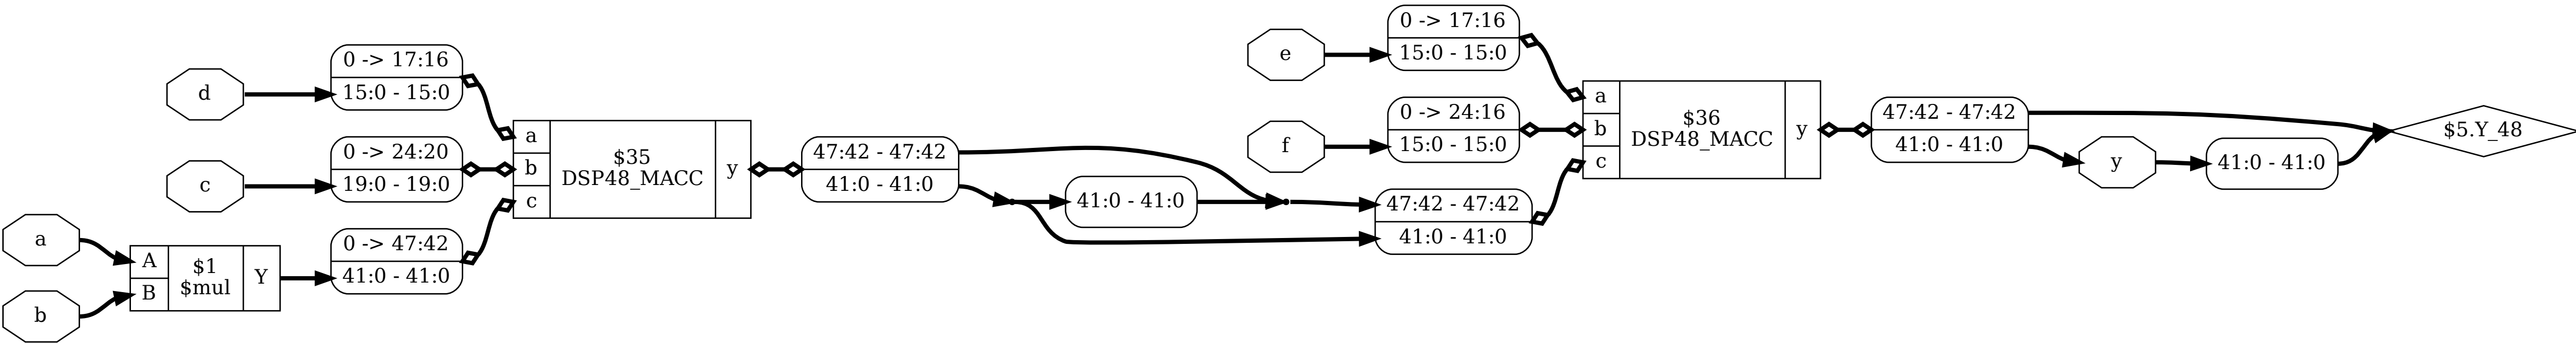 d
0 -> 17:16
15:0 - 15:0
c
0 -> 24:20
19:0 - 19:0
a
b
A
B
$1
$mul
Y
0 -> 47:42
41:0 - 41:0
a
b
c
$35
DSP48_MACC
y
47:42 - 47:42
41:0 - 41:0
41:0 - 41:0
e
0 -> 17:16
15:0 - 15:0
f
0 -> 24:16
15:0 - 15:0
47:42 - 47:42
41:0 - 41:0
a
b
c
$36
DSP48_MACC
y
47:42 - 47:42
41:0 - 41:0
y
41:0 - 41:0
$5.Y_48